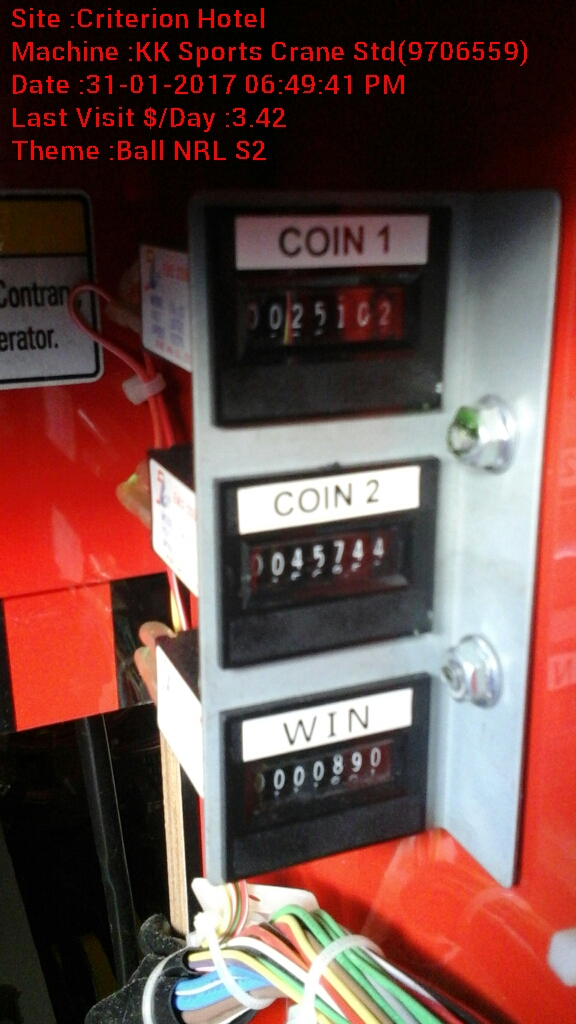 Site :Criterion Hotel
Machine :KK Sports Crane Std(9706559)
Date :31-01-2017 06:49:41 PM
Last Visit $/Day :3.42
Theme :Ball NRL S2
COIN 1
0025102
Contran
erator.
COIN 2
045744
WIN
000890